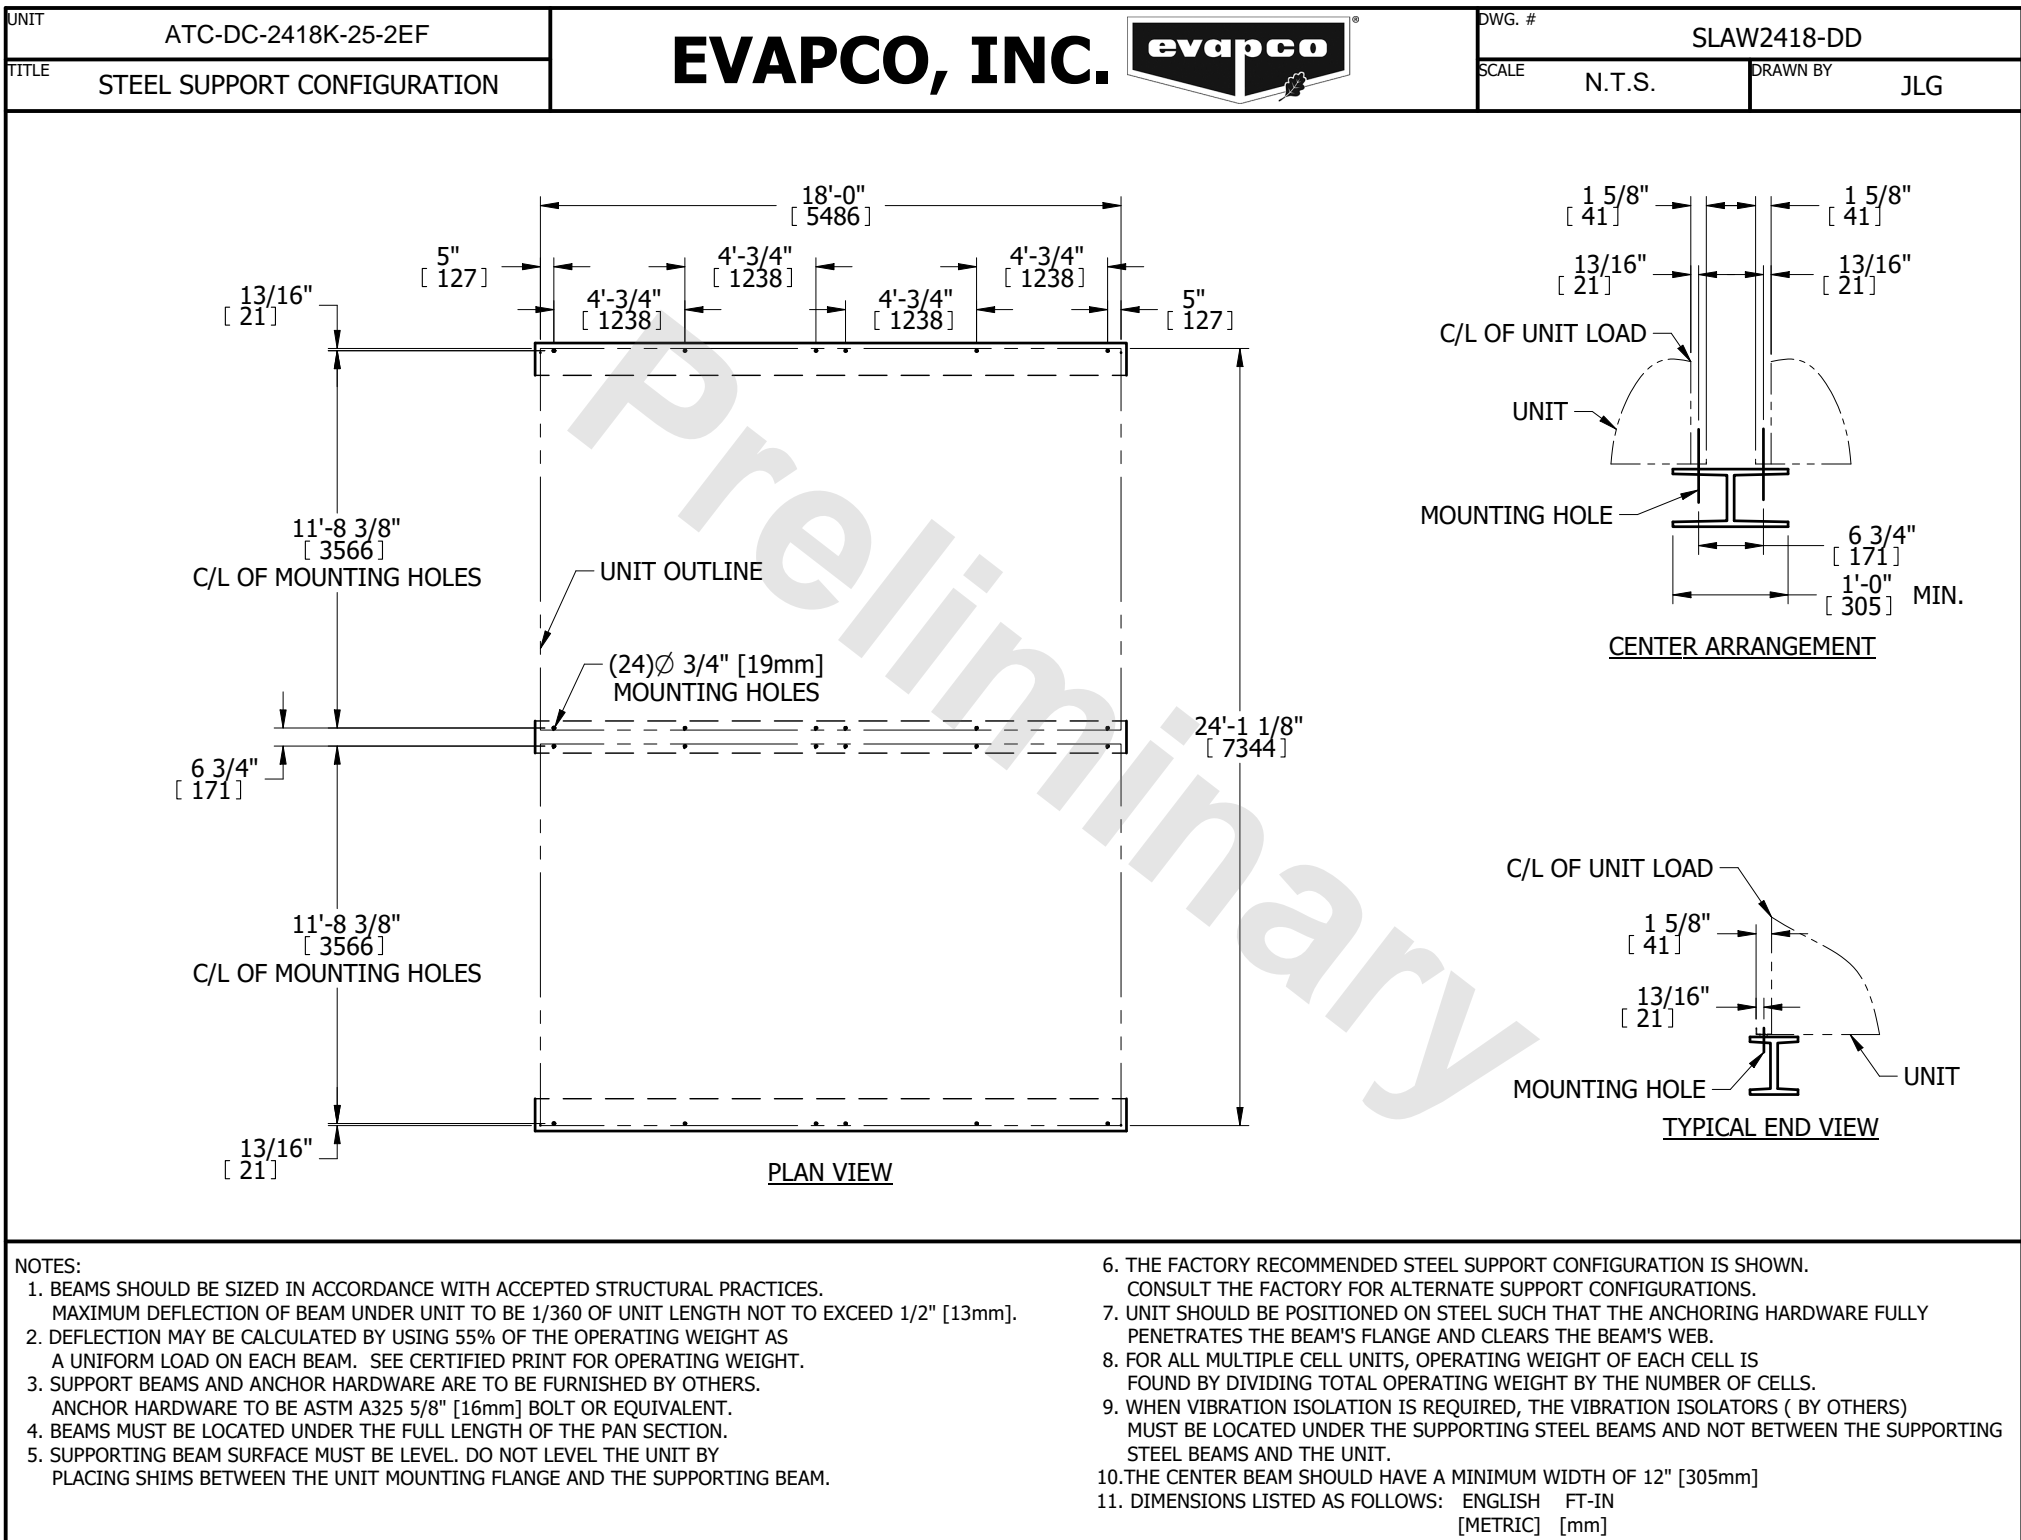 UNIT
ATC-DC-2418K-25-2EF
TITLE
STEEL SUPPORT CONFIGURATION
EVAPCO, INC.
evapco
®
DWG. #
SLAW2418-DD
SCALE
N.T.S.
DRAWN BY
JLG
18'-0"
[ 5486 ]
5"
[ 127 ]
4'-3/4"
[ 1238 ]
4'-3/4"
[ 1238 ]
13/16"
[ 21 ]
4'-3/4"
[ 1238 ]
4'-3/4"
[ 1238 ]
5"
[ 127 ]
11'-8 3/8"
[ 3566 ]
C/L OF MOUNTING HOLES
UNIT OUTLINE
(24)∅ 3/4" [19mm]
MOUNTING HOLES
6 3/4"
[ 171 ]
24'-1 1/8"
[ 7344 ]
11'-8 3/8"
[ 3566 ]
C/L OF MOUNTING HOLES
13/16"
[ 21 ]
PLAN VIEW
Preliminary
1 5/8"
[ 41 ]
1 5/8"
[ 41 ]
13/16"
[ 21 ]
13/16"
[ 21 ]
C/L OF UNIT LOAD
UNIT
MOUNTING HOLE
6 3/4"
[ 171 ]
1'-0"
[ 305 ] MIN.
CENTER ARRANGEMENT
C/L OF UNIT LOAD
1 5/8"
[ 41 ]
13/16"
[ 21 ]
MOUNTING HOLE
UNIT
TYPICAL END VIEW
NOTES:
1. BEAMS SHOULD BE SIZED IN ACCORDANCE WITH ACCEPTED STRUCTURAL PRACTICES.
MAXIMUM DEFLECTION OF BEAM UNDER UNIT TO BE 1/360 OF UNIT LENGTH NOT TO EXCEED 1/2" [13mm].
2. DEFLECTION MAY BE CALCULATED BY USING 55% OF THE OPERATING WEIGHT AS
A UNIFORM LOAD ON EACH BEAM. SEE CERTIFIED PRINT FOR OPERATING WEIGHT.
3. SUPPORT BEAMS AND ANCHOR HARDWARE ARE TO BE FURNISHED BY OTHERS.
ANCHOR HARDWARE TO BE ASTM A325 5/8" [16mm] BOLT OR EQUIVALENT.
4. BEAMS MUST BE LOCATED UNDER THE FULL LENGTH OF THE PAN SECTION.
5. SUPPORTING BEAM SURFACE MUST BE LEVEL. DO NOT LEVEL THE UNIT BY
PLACING SHIMS BETWEEN THE UNIT MOUNTING FLANGE AND THE SUPPORTING BEAM.
6. THE FACTORY RECOMMENDED STEEL SUPPORT CONFIGURATION IS SHOWN.
CONSULT THE FACTORY FOR ALTERNATE SUPPORT CONFIGURATIONS.
7. UNIT SHOULD BE POSITIONED ON STEEL SUCH THAT THE ANCHORING HARDWARE FULLY
PENETRATES THE BEAM'S FLANGE AND CLEARS THE BEAM'S WEB.
8. FOR ALL MULTIPLE CELL UNITS, OPERATING WEIGHT OF EACH CELL IS
FOUND BY DIVIDING TOTAL OPERATING WEIGHT BY THE NUMBER OF CELLS.
9. WHEN VIBRATION ISOLATION IS REQUIRED, THE VIBRATION ISOLATORS ( BY OTHERS)
MUST BE LOCATED UNDER THE SUPPORTING STEEL BEAMS AND NOT BETWEEN THE SUPPORTING
STEEL BEAMS AND THE UNIT.
10.THE CENTER BEAM SHOULD HAVE A MINIMUM WIDTH OF 12" [305mm]
11. DIMENSIONS LISTED AS FOLLOWS: ENGLISH FT-IN
[METRIC] [mm]